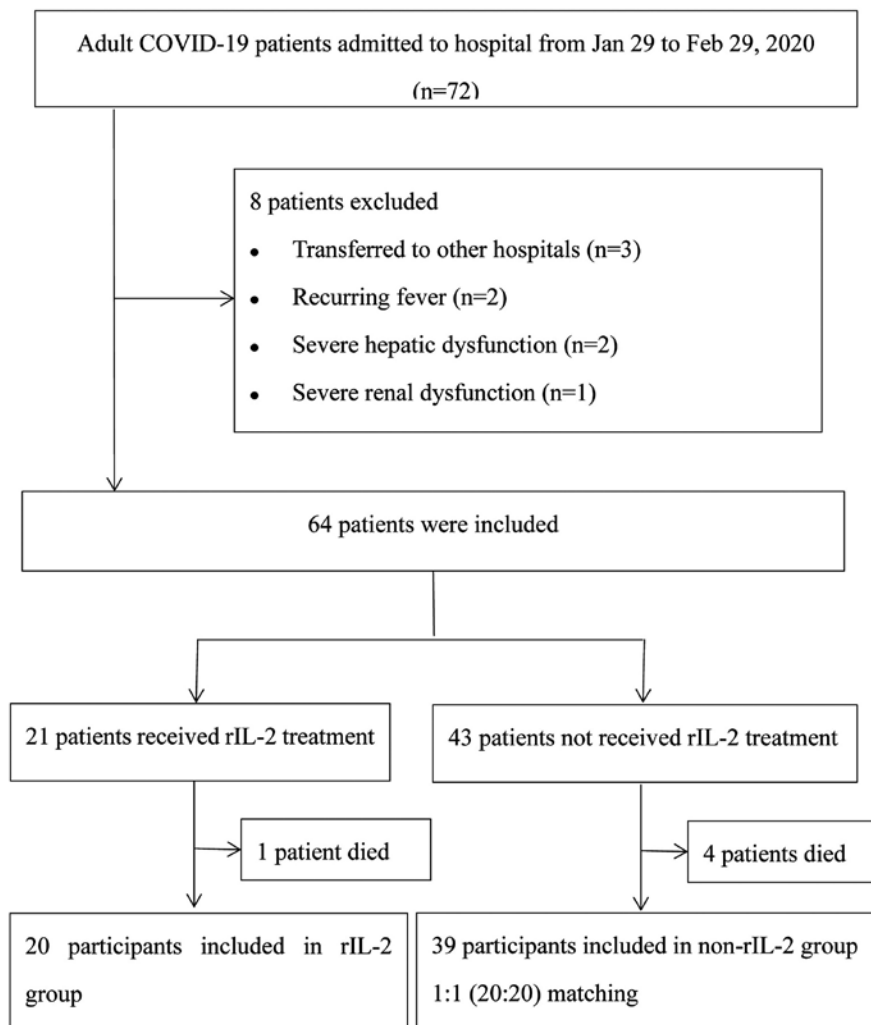 Adult COVID-19 patients admitted to hospital from Jan 29 to Feb 29, 2020
(n=72)
8 patients excluded
• Transferred to other hospitals (n=3)
• Recurring fever (n=2)
• Severe hepatic dysfunction (n=2)
• Severe renal dysfunction (n=1)
64 patients were included
21 patients received rIL-2 treatment
43 patients not received rIL-2 treatment
1 patient died
4 patients died
20 participants included in rIL-2
group
39 participants included in non-rIL-2 group
1:1 (20:20) matching